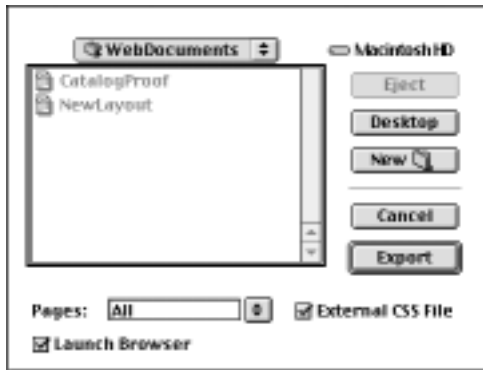 WebDocuments
Macintosh HD
CatalogProof
NewLayout
Eject
Desktop
New
Cancel
Export
Pages: All
External CSS File
Launch Browser